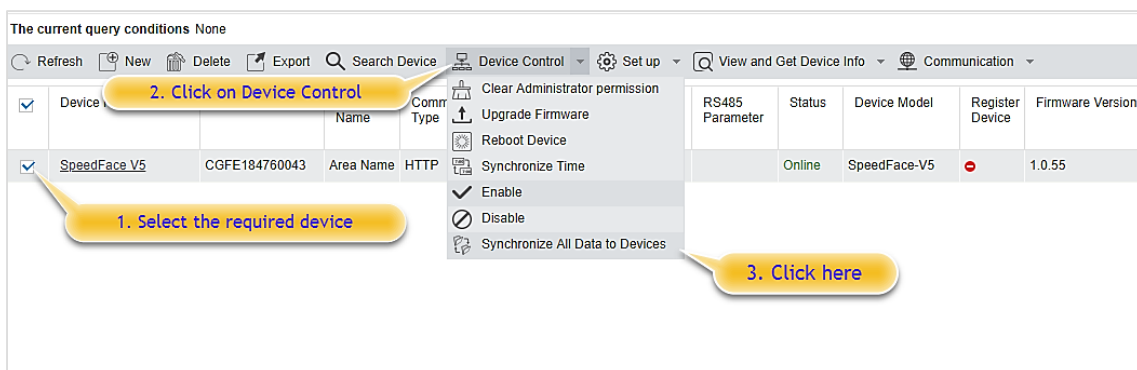 The current query conditions None
Refresh New Delete Export Search Device Device Control Set up View and Get Device Info Communication
2. Click on Device Control
Clear Administrator permission
Upgrade Firmware
Reboot Device
Synchronize Time
Enable
Disable
Synchronize All Data to Devices
Device
Name
Comm
Type
RS485
Parameter
Status
Device Model
Register
Device
Firmware Version
SpeedFace V5 CGFE184760043 Area Name HTTP Online SpeedFace-V5 1.0.55
1. Select the required device
3. Click here